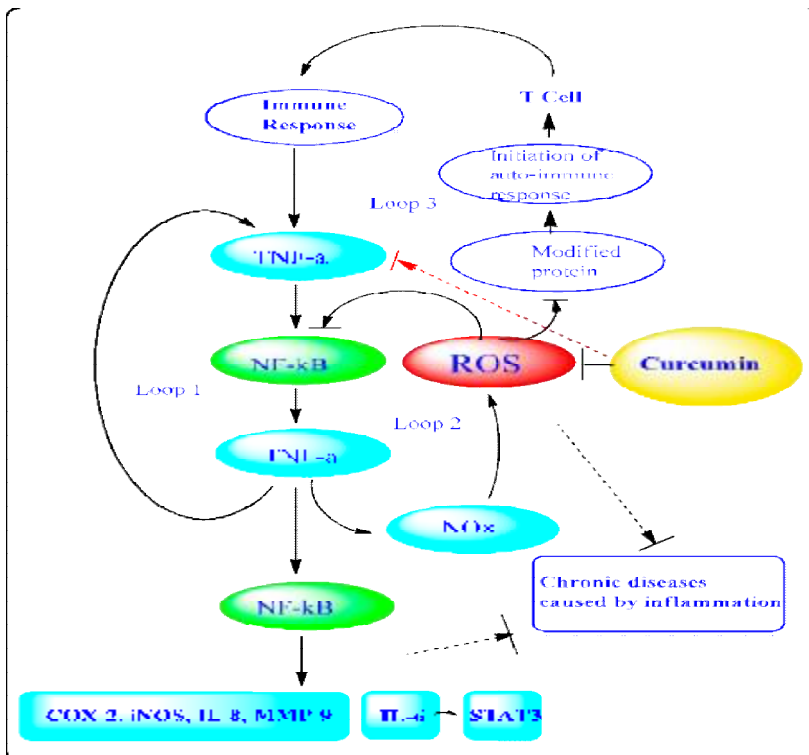 T Cell
Immune
Response
Initiation of
auto-immune
response
Loop 3
TNF-a
Modified
protein
NF-kB
ROS
Curcumin
Loop 1
Loop 2
TNF-a
NOx
Chronic diseases
caused by inflammation
NF-kB
COX 2, iNOS, IL 8, MMP 9
IL-6
STAT3